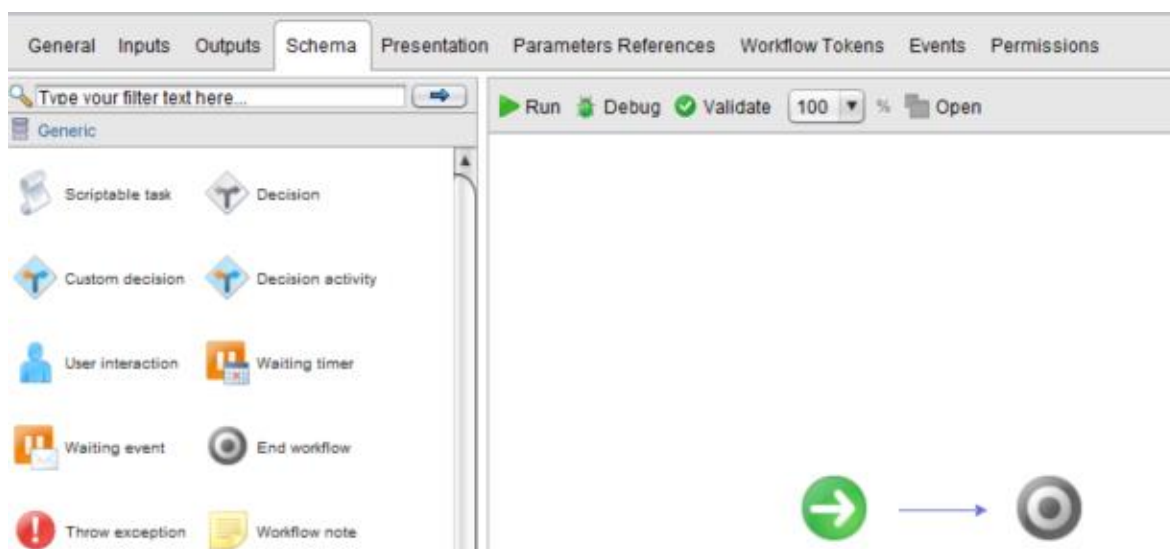 General Inputs Outputs Schema Presentation Parameters References Workflow Tokens Events Permissions
Type your filter text here...
Run Debug Validate 100 % Open
Generic
Scriptable task Decision
Custom decision Decision activity
User interaction Waiting timer
Waiting event End workflow
Throw exception Workflow note